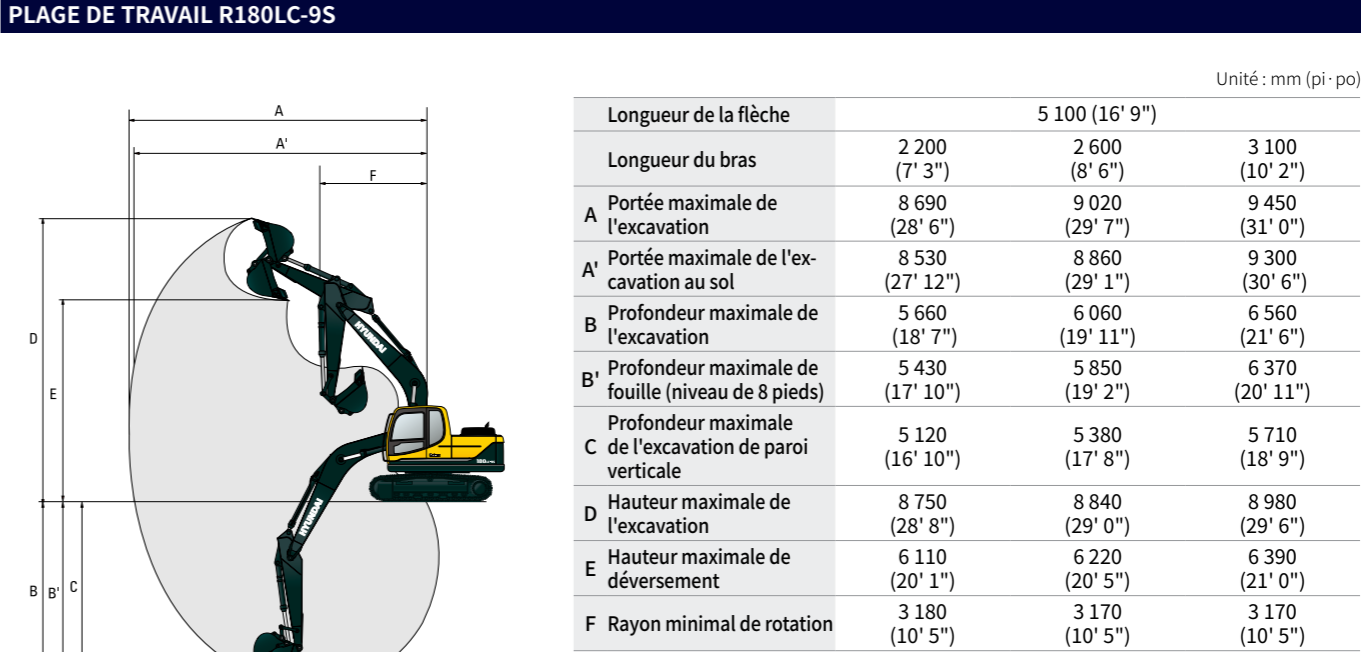 PLAGE DE TRAVAIL R180LC-9S
Unité : mm (pi · po)
A
A'
F
D
E
B
B'
C
HYUNDAI
HYUNDAI
Longueur de la flèche 5 100 (16' 9")
Longueur du bras 2 200 (7' 3") 2 600 (8' 6") 3 100 (10' 2")
A Portée maximale de
l'excavation 8 690 (28' 6") 9 020 (29' 7") 9 450 (31' 0")
A' Portée maximale de l'ex-
cavation au sol 8 530 (27' 12") 8 860 (29' 1") 9 300 (30' 6")
B Profondeur maximale de
l'excavation 5 660 (18' 7") 6 060 (19' 11") 6 560 (21' 6")
B' Profondeur maximale de
fouille (niveau de 8 pieds) 5 430 (17' 10") 5 850 (19' 2") 6 370 (20' 11")
C Profondeur maximale
de l'excavation de paroi
verticale 5 120 (16' 10") 5 380 (17' 8") 5 710 (18' 9")
D Hauteur maximale de
l'excavation 8 750 (28' 8") 8 840 (29' 0") 8 980 (29' 6")
E Hauteur maximale de
déversement 6 110 (20' 1") 6 220 (20' 5") 6 390 (21' 0")
F Rayon minimal de rotation 3 180 (10' 5") 3 170 (10' 5") 3 170 (10' 5")